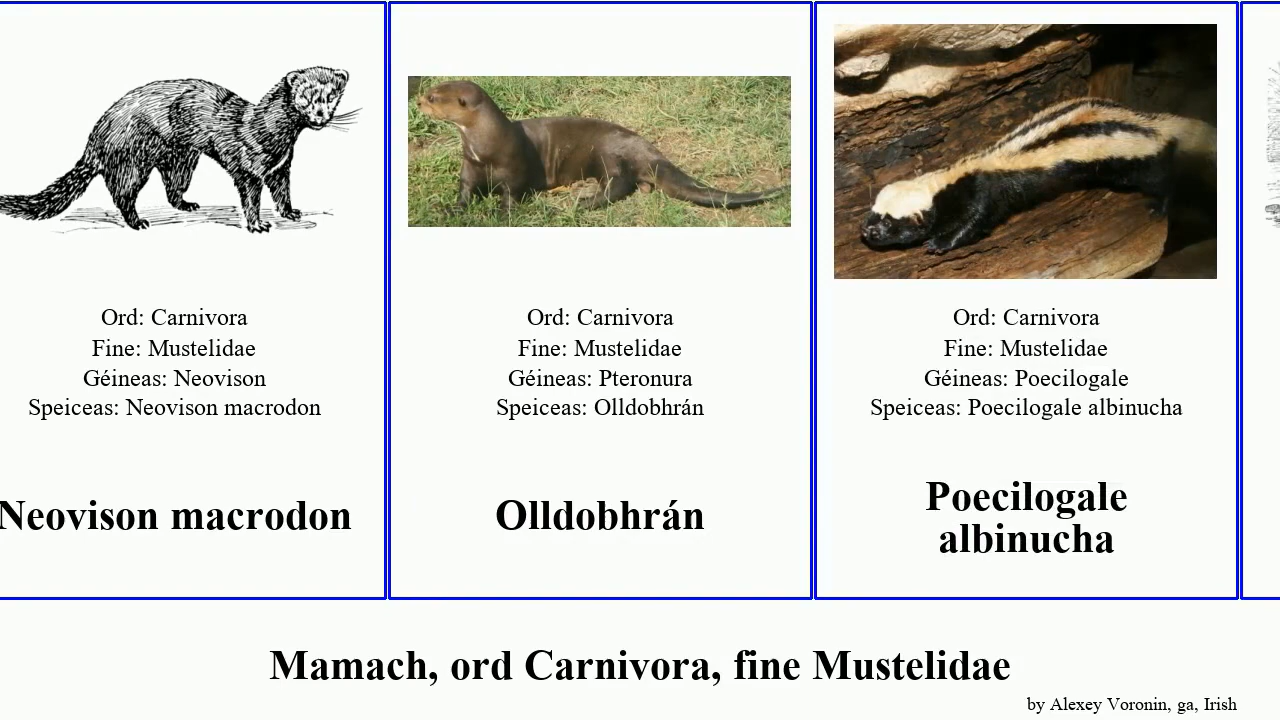 Ord: Carnivora
Fine: Mustelidae
Géineas: Neovison
Speiceas: Neovison macrodon
Neovison macrodon
Ord: Carnivora
Fine: Mustelidae
Géineas: Pteronura
Speiceas: Olldobhrán
Olldobhrán
Ord: Carnivora
Fine: Mustelidae
Géineas: Poecilogale
Speiceas: Poecilogale albinucha
Poecilogale
albinucha
Mamach, ord Carnivora, fine Mustelidae
by Alexey Voronin, ga, Irish